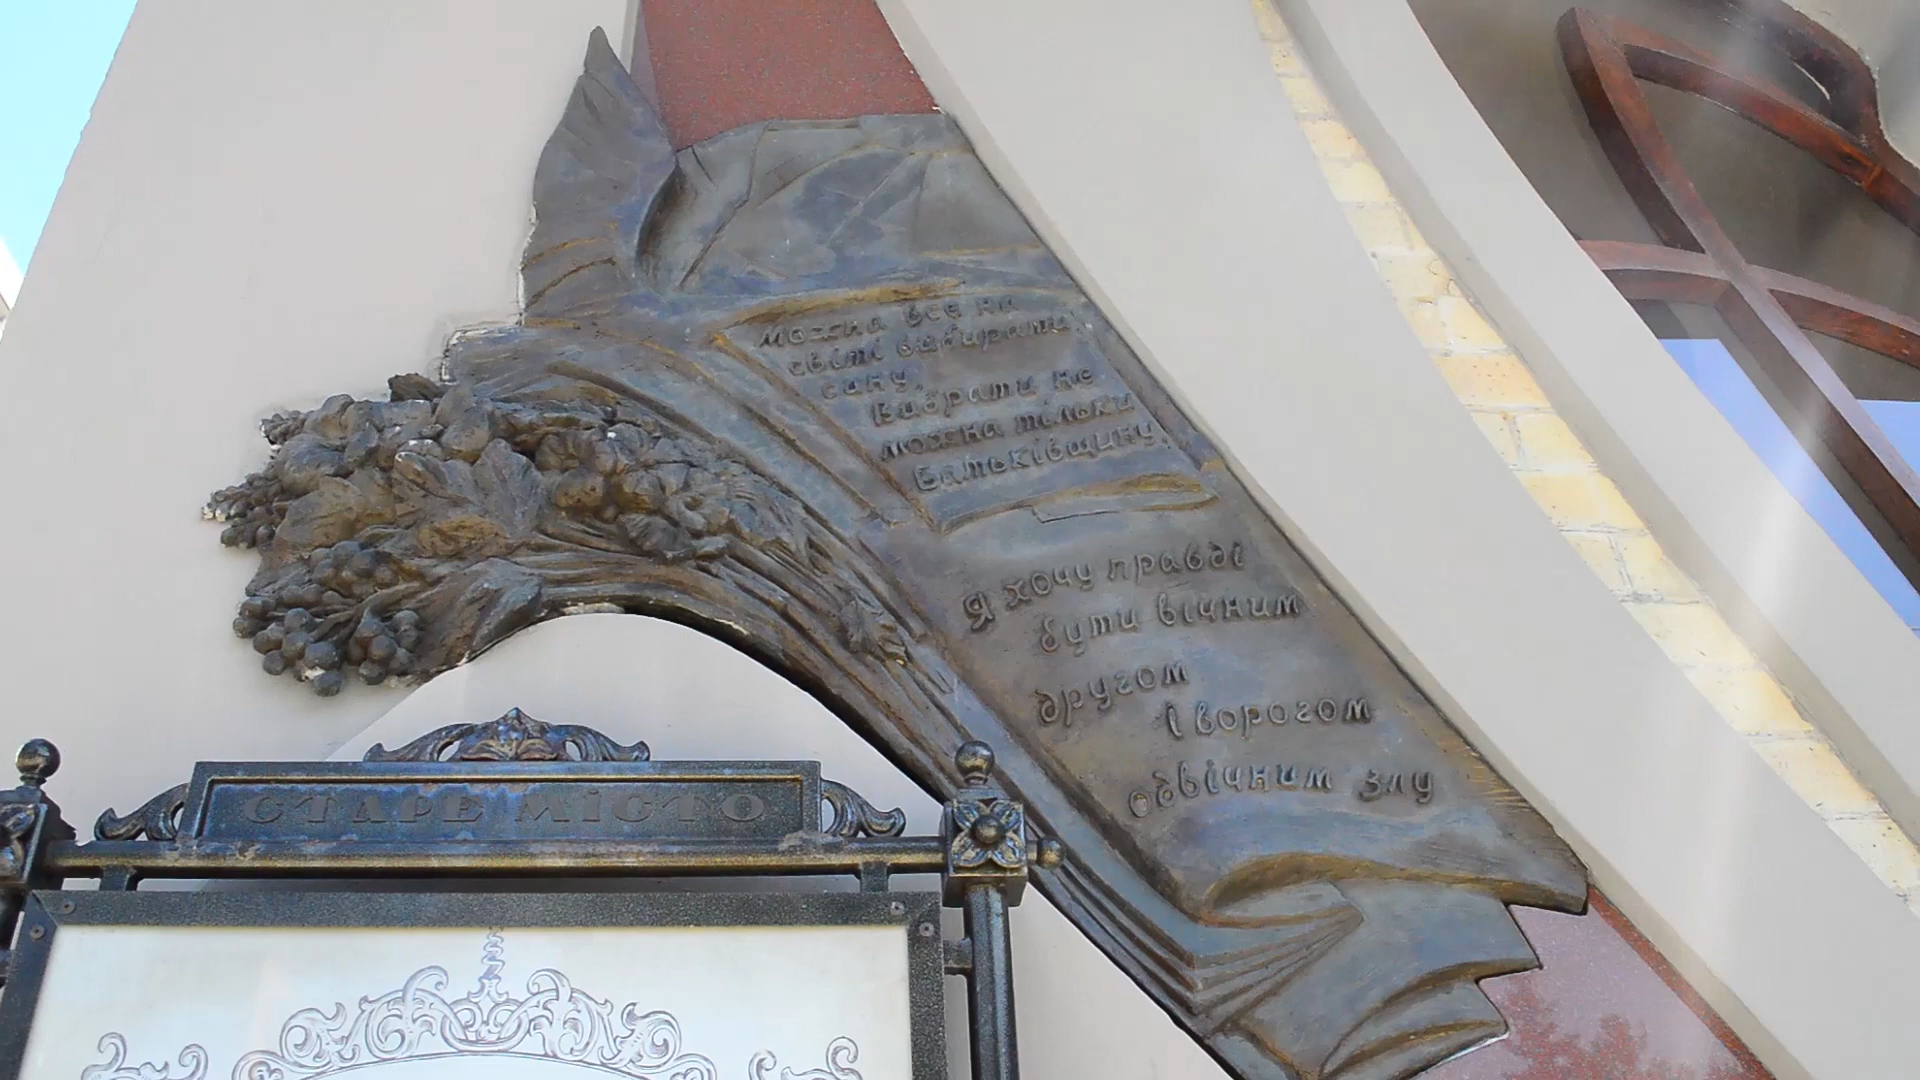 можна все на
світі вибирати
сину,
Вибрати не
можна тільки
Батьківщину.
Я хочу правді
бути вічним
другом
і ворогом
одвічним злу
СТАРЕ МІСТО